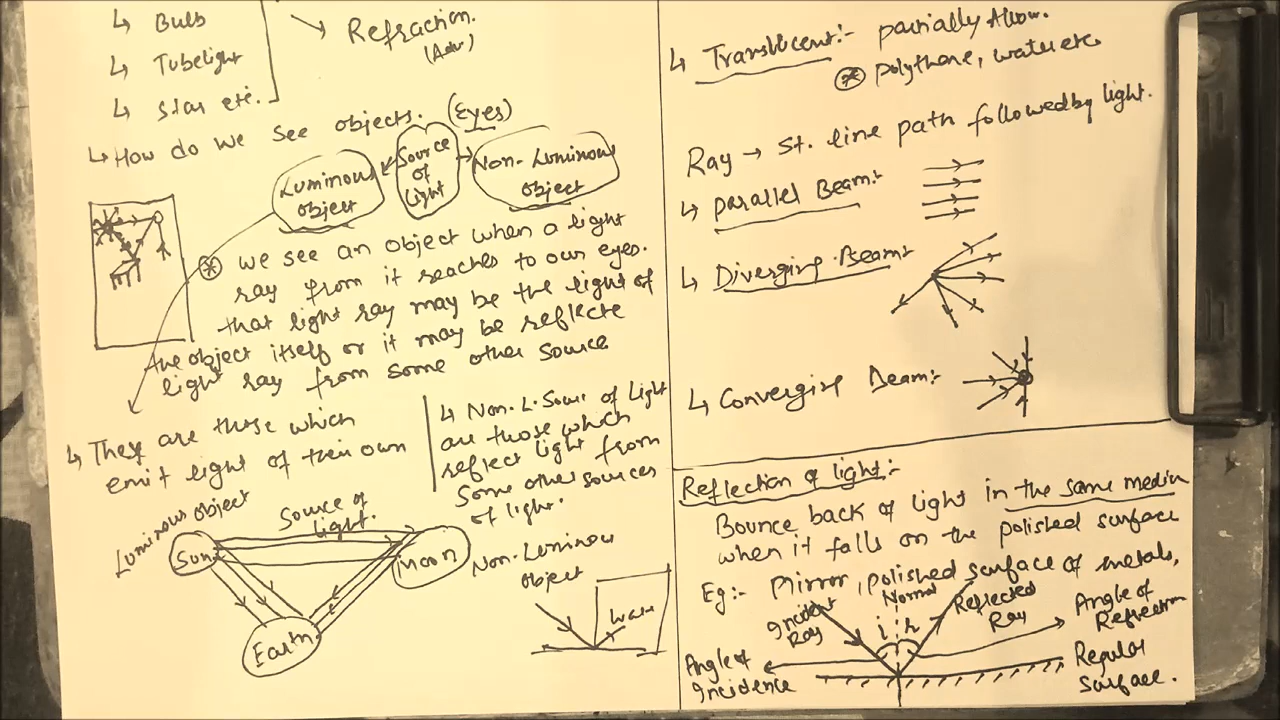 ↳ Bulb
↳ Tubelight
↳ Star etc.
→ Refraction.
(Adv)
↳ How do we see objects. (Eyes)
Luminous object
Source of Light
Non-Luminous object
⊛ we see an object when a light
ray from it reaches to our eyes.
that light ray may be the light of
the object itself or it may be reflecte
light ray from some other source
↳ They are those which
emit light of their own
↳ Non. L. Sour. of Light
are those which
reflect light from
Some other sources
of light.
Luminous object
Source of
light.
Sun
Moon
Earth
Non-Luminous
object
Wate
↳ Translucent:- partially Allow.
⊛ polythane, water etc
Ray → St. line path followed by light.
↳ parallel Beam:
↳ Diverging Beam:
↳ Converging Beam:
Reflection of light:-
Bounce back of light in the same medium
when it falls on the polished surface
Eg:- Mirror, polished surface of metals,
Incident
Ray
Normal
Reflected
Ray
i r
Angle of
Reflection
Angle of
Incidence
Regular
Surface.